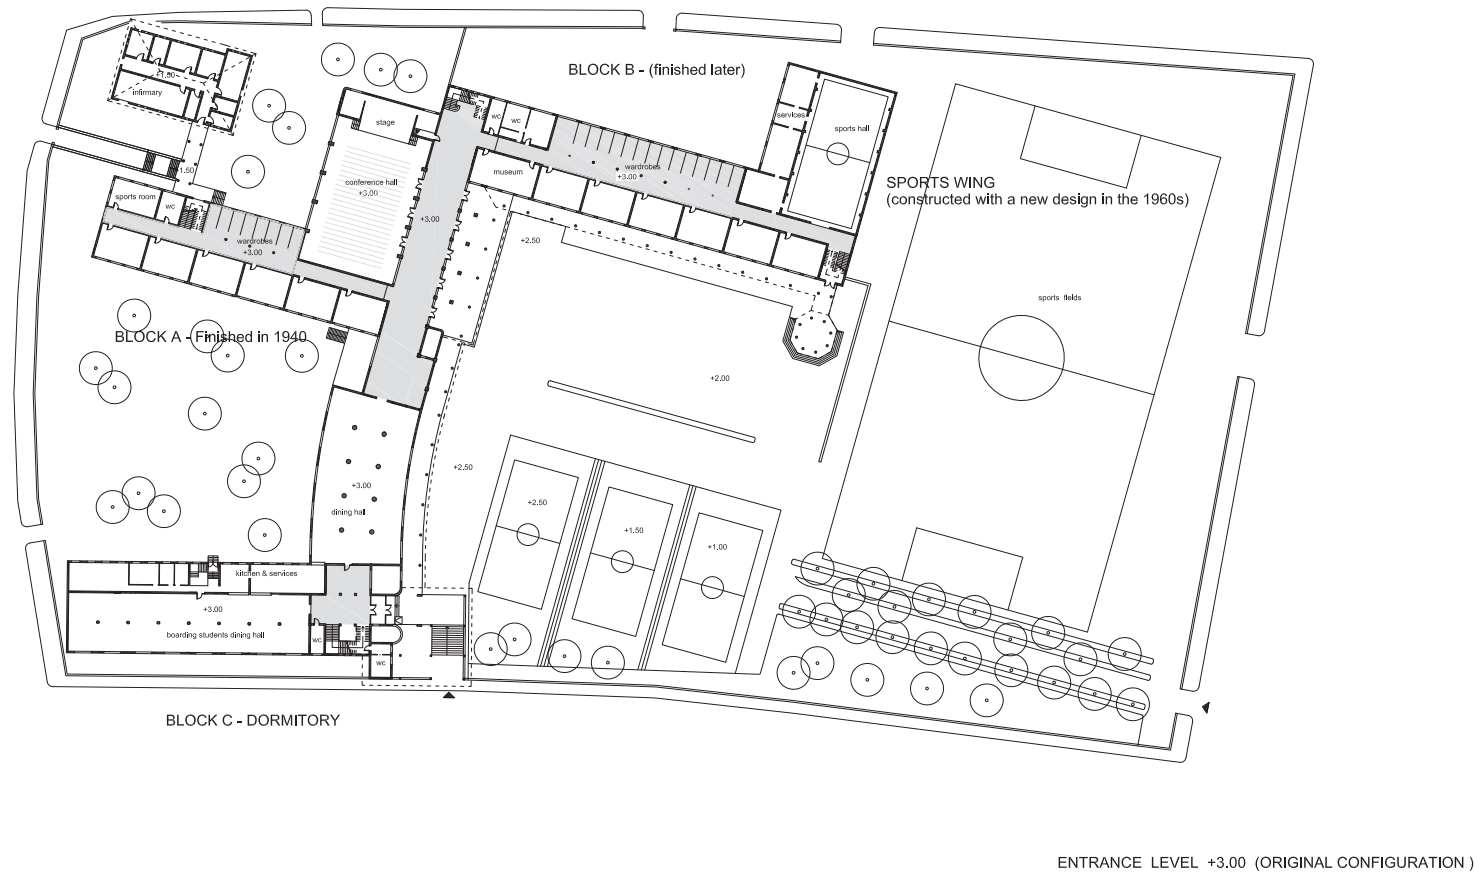 BLOCK B - (finished later)
+1.50
infirmary
stage
WC
WC
services
sports hall
1.50
sports room
WC
conference hall
+3.00
museum
wardrobes
+3.00
SPORTS WING
(constructed with a new design in the 1960s)
+3.00
wardrobes
+3.00
+2.50
sports fields
BLOCK A - Finished in 1940
+2.00
+2.50
+3.00
dining hall
+2.50
+1.50
+1.00
kitchen & services
+3.00
boarding students dining hall
WC
WC
BLOCK C - DORMITORY
ENTRANCE LEVEL +3.00 (ORIGINAL CONFIGURATION )